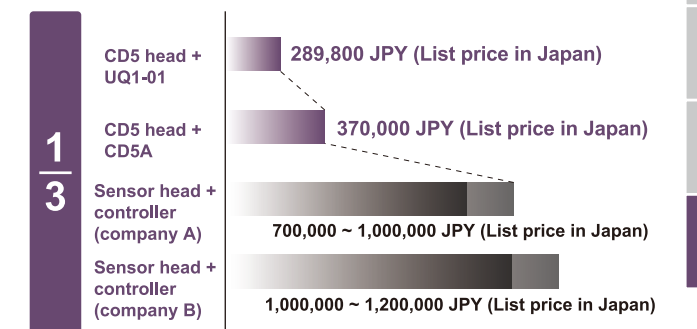 1
3
CD5 head +
UQ1-01
289,800 JPY (List price in Japan)
CD5 head +
CD5A
370,000 JPY (List price in Japan)
Sensor head +
controller
(company A)
700,000 ~ 1,000,000 JPY (List price in Japan)
Sensor head +
controller
(company B)
1,000,000 ~ 1,200,000 JPY (List price in Japan)